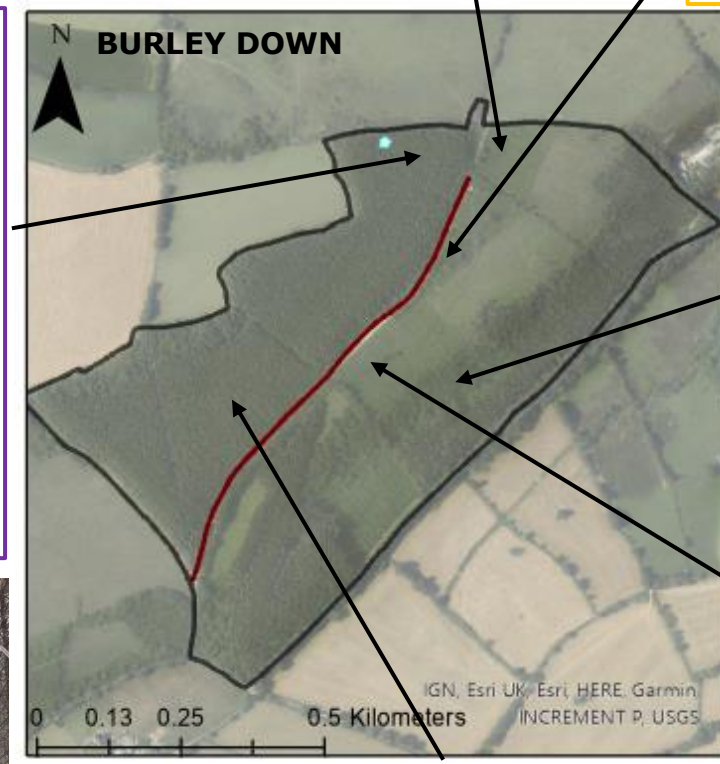 N
BURLEY DOWN
IGN, Esri UK, Esri, HERE, Garmin,
0 0.13 0.25 0.5 Kilometers
INCREMENT P, USGS